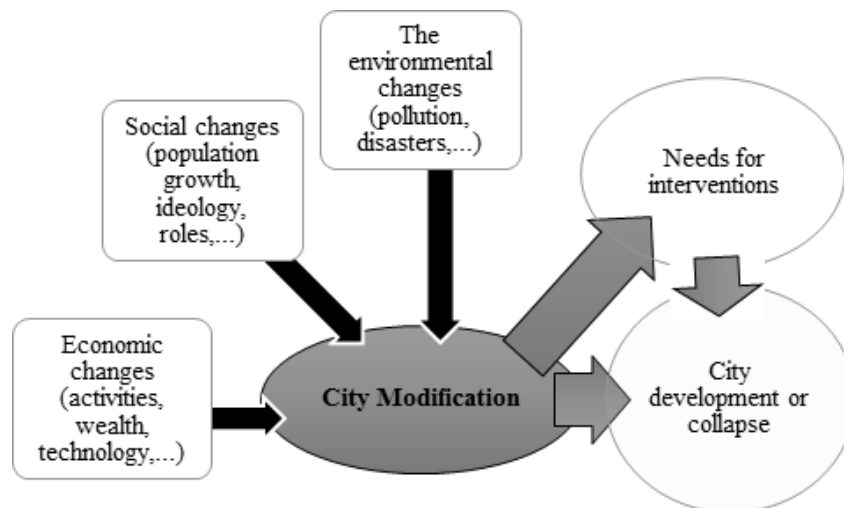 The
environmental
changes
(pollution,
disasters,...)
Social changes
(population
growth,
ideology,
roles,...)
Needs for
interventions
Economic
changes
(activities,
wealth,
technology,...)
City Modification
City
development or
collapse